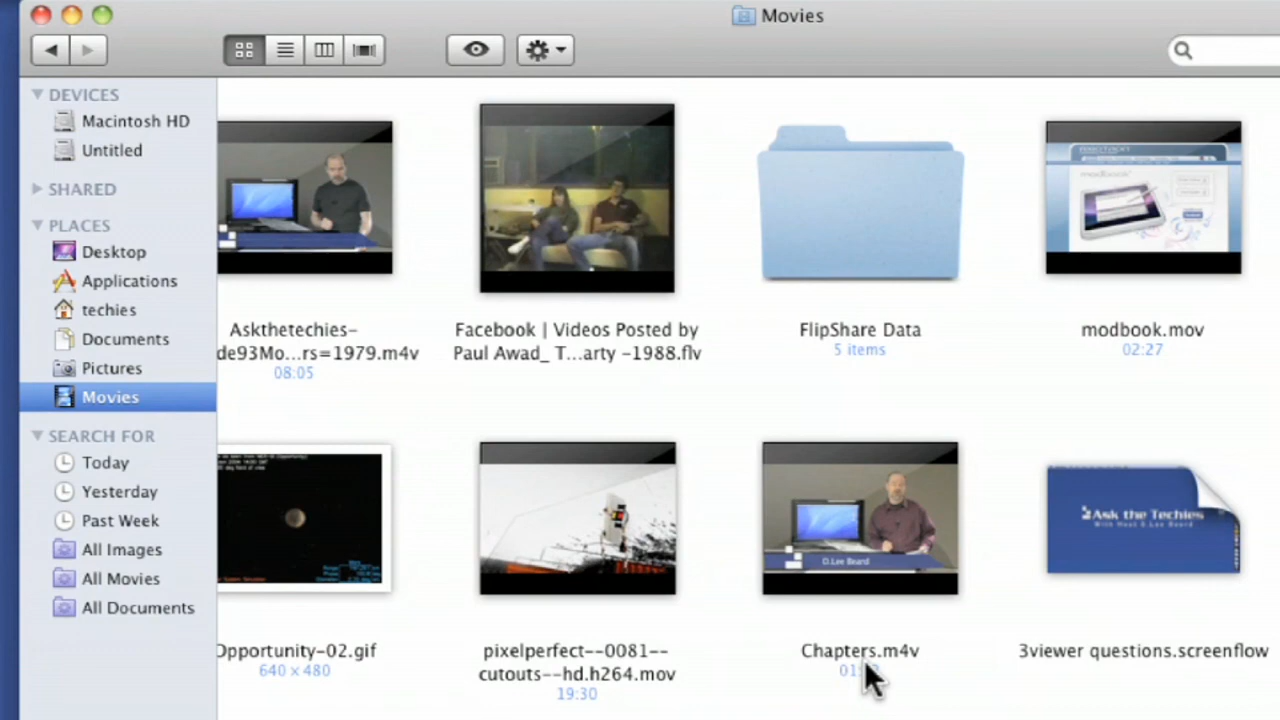 Movies
DEVICES
Macintosh HD
Untitled
SHARED
PLACES
Desktop
Applications
techies
Documents
Pictures
Movies
SEARCH FOR
Today
Yesterday
Past Week
All Images
All Movies
All Documents
Askthetechies-
de93Mo...rs=1979.m4v
08:05
Facebook | Videos Posted by
Paul Awad_ T...arty -1988.flv
FlipShare Data
5 items
modbook
modbook.mov
02:27
Opportunity-02.gif
640 × 480
pixelperfect--0081--
cutouts--hd.h264.mov
19:30
D.Lee Beard
Chapters.m4v
Ask the Techies
3viewer questions.screenflow